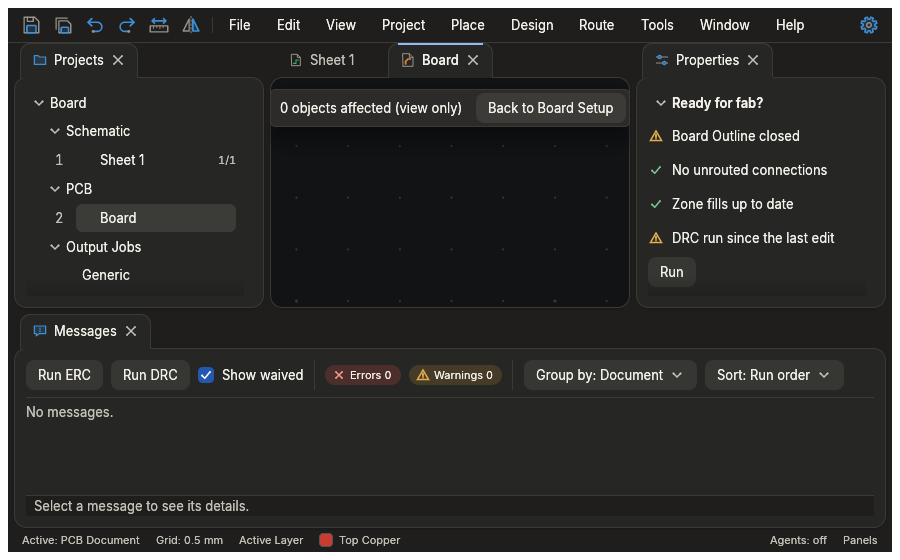 File Edit View Project Place Design Route Tools Window Help
Projects
Sheet 1
Board
Properties
Board
Schematic
1 Sheet 1 1/1
PCB
2 Board
Output Jobs
Generic
0 objects affected (view only) Back to Board Setup
Ready for fab?
Board Outline closed
No unrouted connections
Zone fills up to date
DRC run since the last edit
Run
Messages
Run ERC Run DRC Show waived Errors 0 Warnings 0 Group by: Document Sort: Run order
No messages.
Select a message to see its details.
Active: PCB Document Grid: 0.5 mm Active Layer Top Copper Agents: off Panels